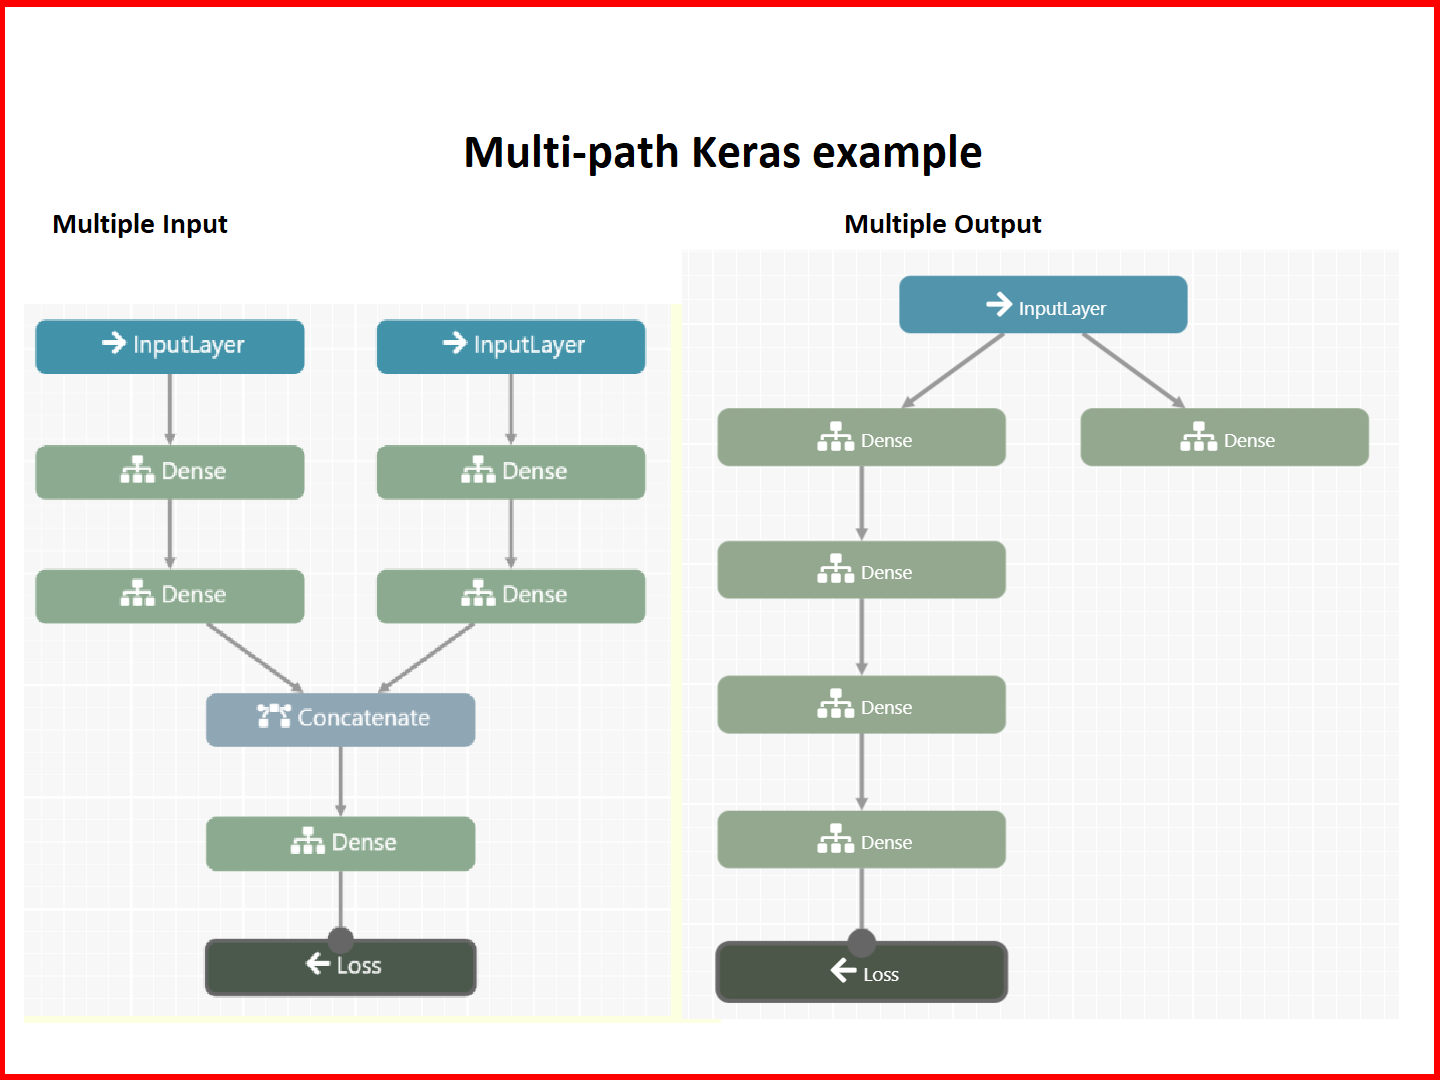 Multi-path Keras example
Multiple Input
Multiple Output
InputLayer
InputLayer
Dense
Dense
Dense
Dense
Concatenate
Dense
Loss
InputLayer
Dense
Dense
Dense
Dense
Dense
Loss